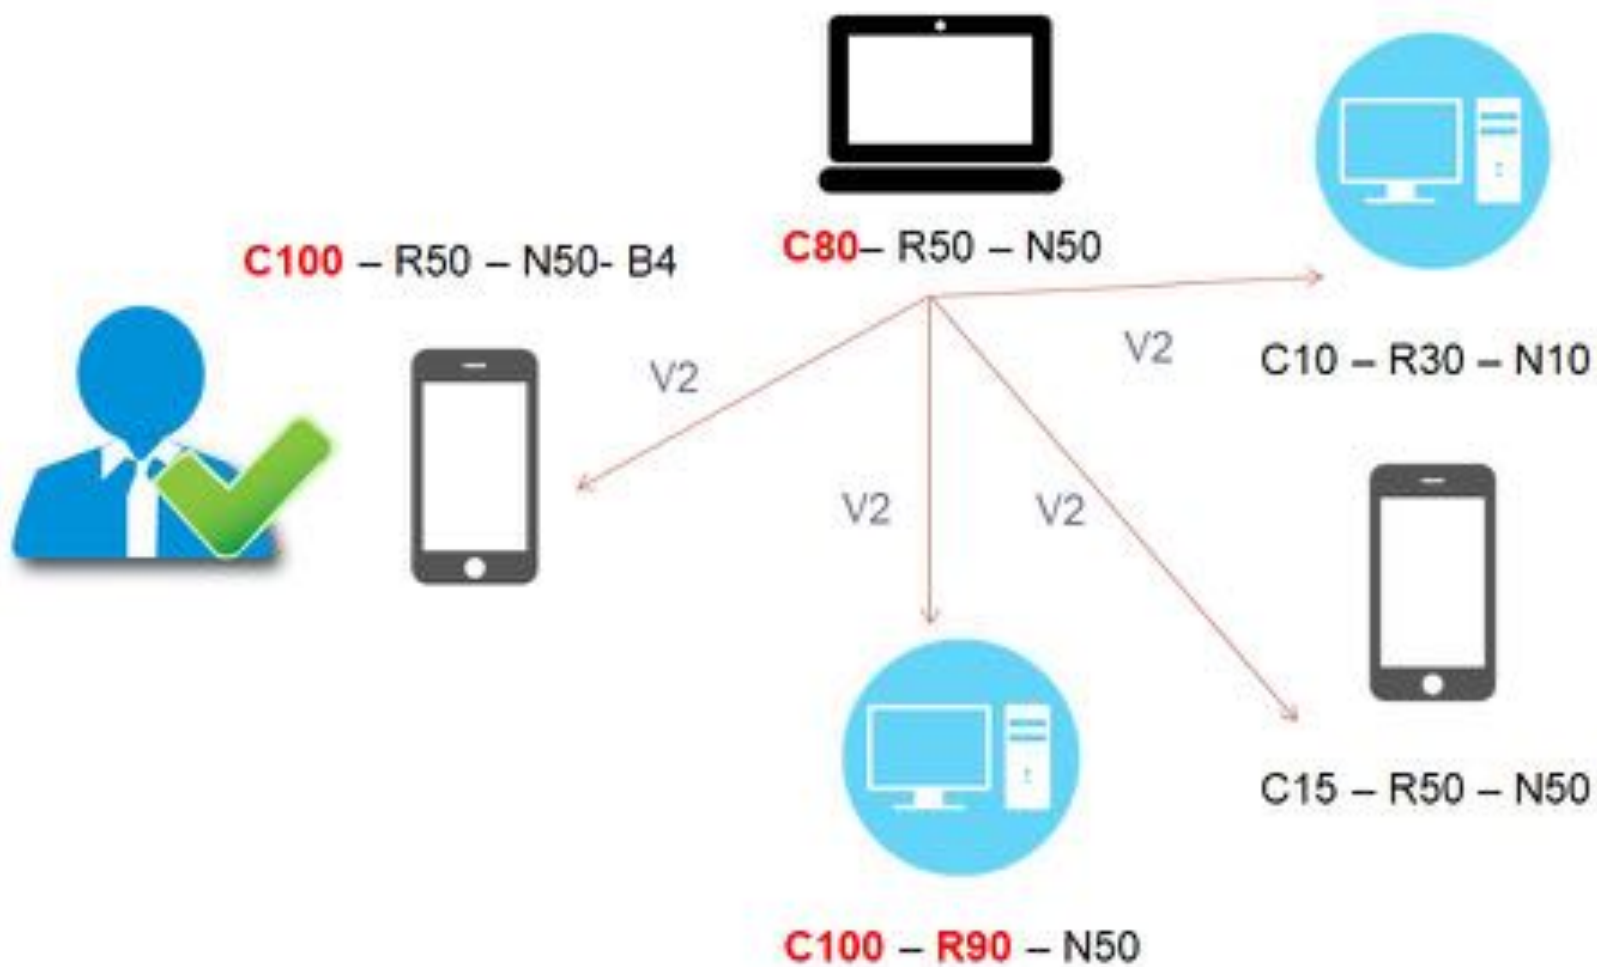 C80– R50 – N50
C100 – R50 – N50- B4
V2
V2
C10 – R30 – N10
V2
V2
C15 – R50 – N50
C100 – R90 – N50